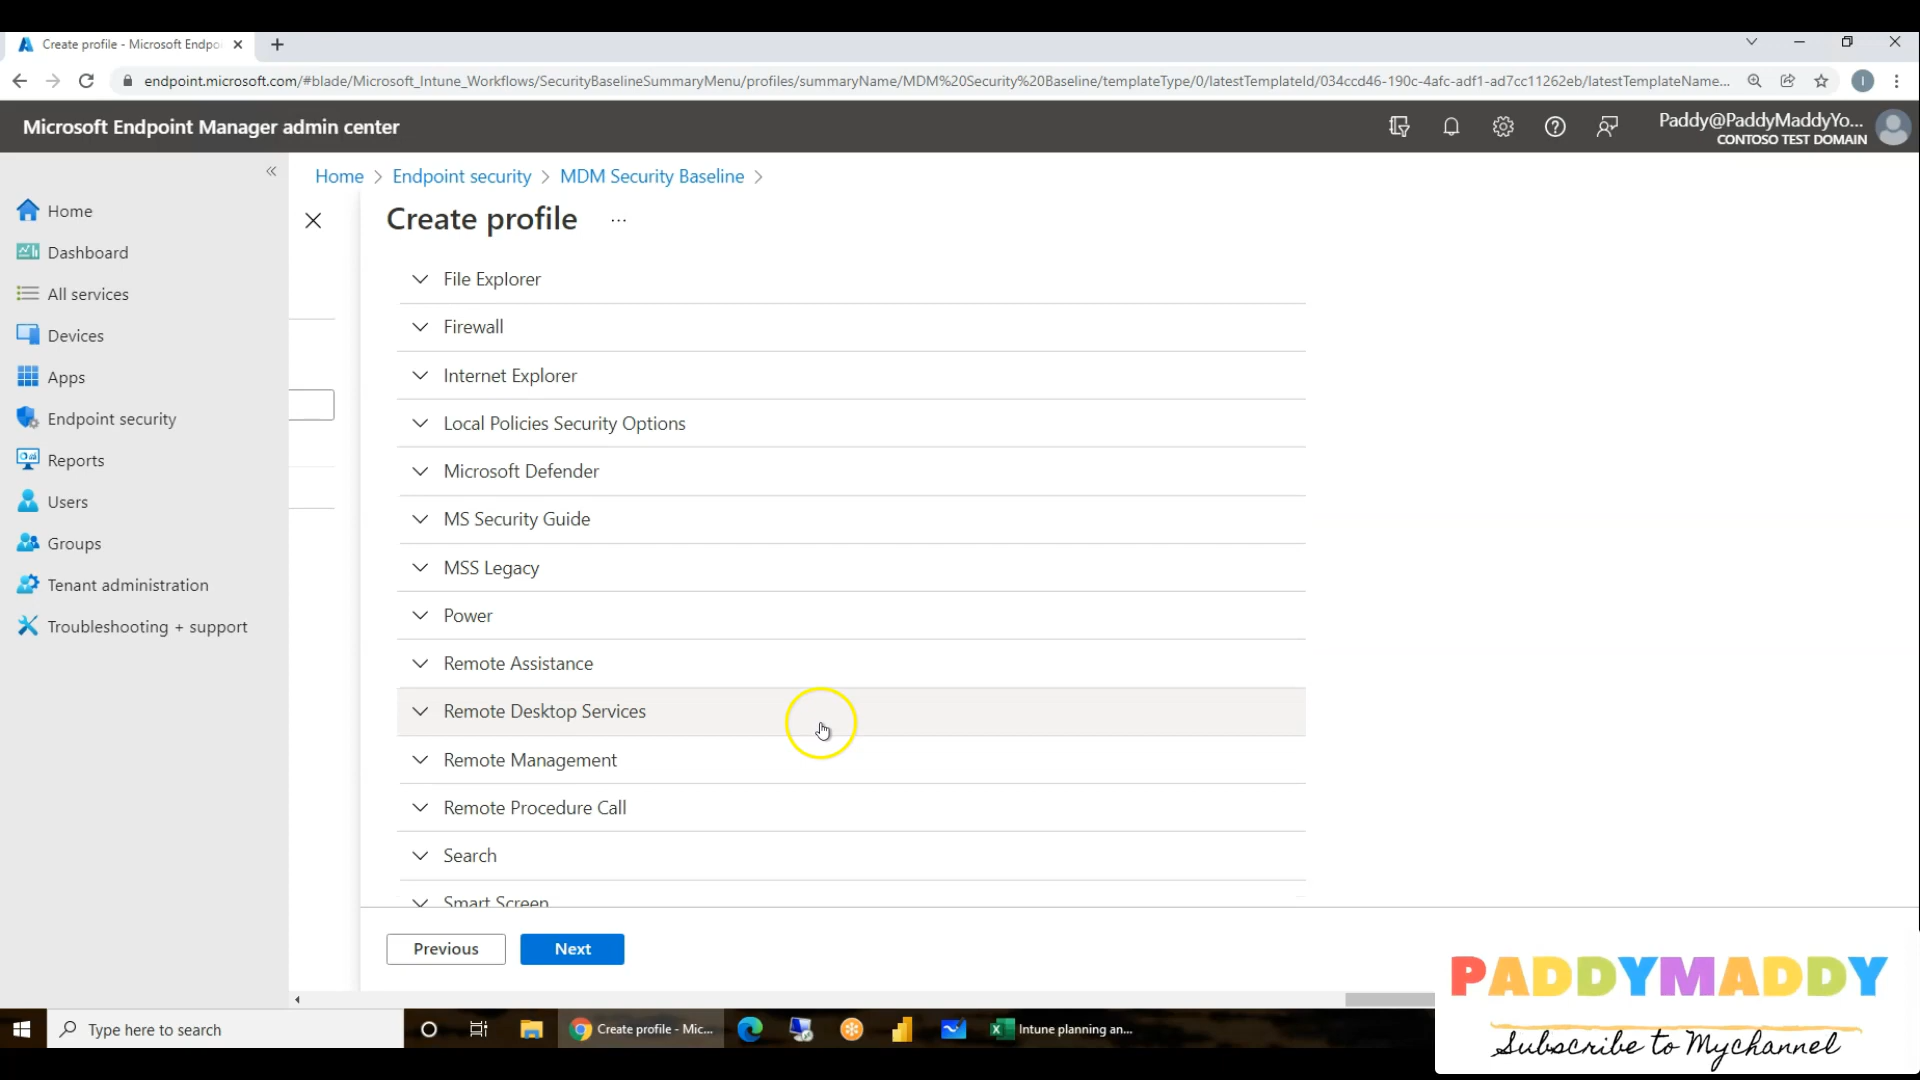 Create profile - Microsoft Endpo
endpoint.microsoft.com/#blade/Microsoft_Intune_Workflows/SecurityBaselineSummaryMenu/profiles/summaryName/MDM%20Security%20Baseline/templateType/0/latestTemplateId/034ccd46-190c-4afc-adf1-ad7cc11262eb/latestTemplateName...
I
Microsoft Endpoint Manager admin center
Paddy@PaddyMaddyYo...
CONTOSO TEST DOMAIN
Home > Endpoint security > MDM Security Baseline >
Create profile ...
Home
Dashboard
All services
Devices
Apps
Endpoint security
Reports
Users
Groups
Tenant administration
Troubleshooting + support
File Explorer
Firewall
Internet Explorer
Local Policies Security Options
Microsoft Defender
MS Security Guide
MSS Legacy
Power
Remote Assistance
Remote Desktop Services
Remote Management
Remote Procedure Call
Search
Smart Screen
Previous
Next
PADDYMADDY
Subscribe to Mychannel
Type here to search
Create profile - Mic...
Intune planning an...